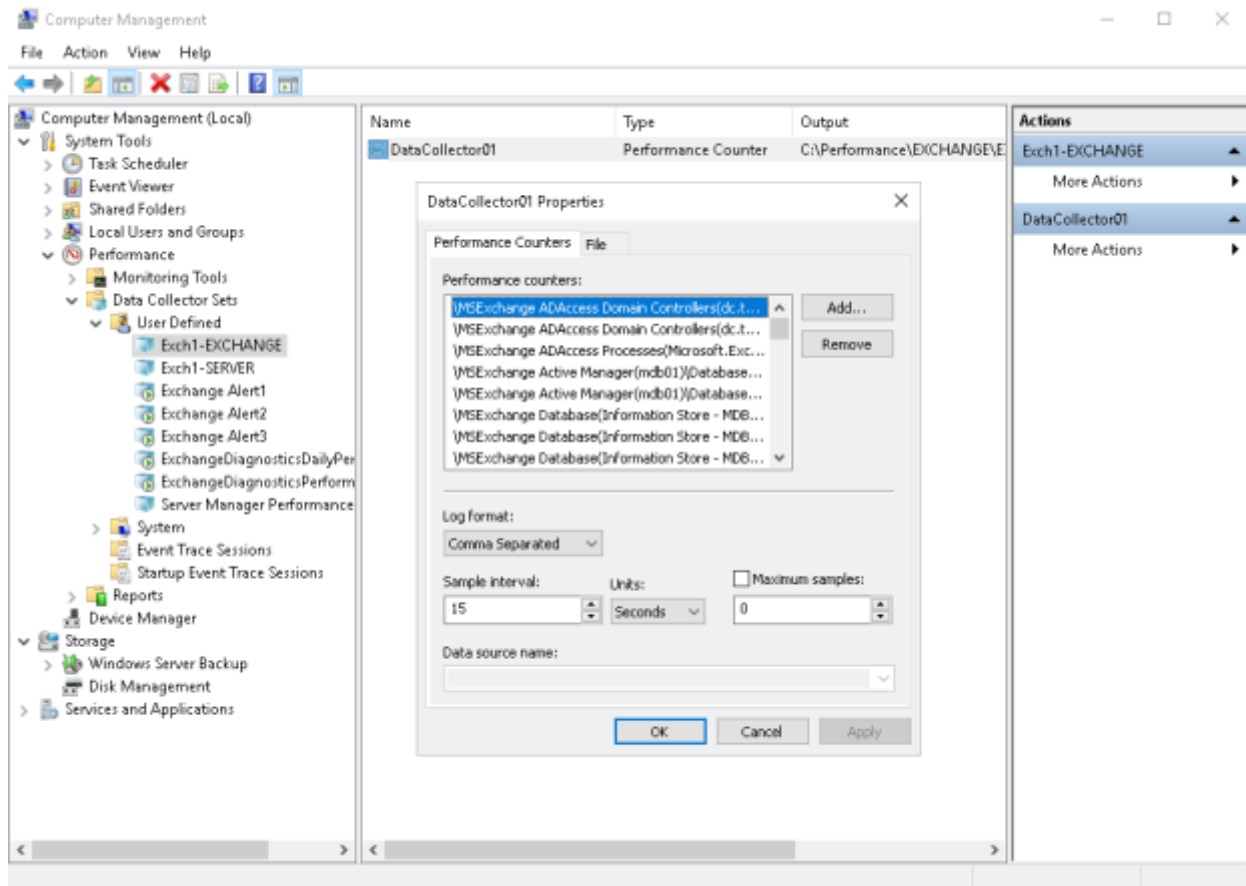 Computer Management
File Action View Help
Computer Management (Local)
System Tools
Task Scheduler
Event Viewer
Shared Folders
Local Users and Groups
Performance
Monitoring Tools
Data Collector Sets
User Defined
Exch1-EXCHANGE
Exch1-SERVER
Exchange Alert1
Exchange Alert2
Exchange Alert3
ExchangeDiagnosticsDailyPer
ExchangeDiagnosticsPerform
Server Manager Performance
System
Event Trace Sessions
Startup Event Trace Sessions
Reports
Device Manager
Storage
Windows Server Backup
Disk Management
Services and Applications
Name Type Output
DataCollector01 Performance Counter C:\Performance\EXCHANGE\E
DataCollector01 Properties
Performance Counters File
Performance counters:
\MSExchange ADAccess Domain Controllers(dc.t...
\MSExchange ADAccess Domain Controllers(dc.t...
\MSExchange ADAccess Processes(Microsoft.Exc...
\MSExchange Active Manager(mdb01)\Database...
\MSExchange Active Manager(mdb01)\Database...
\MSExchange Database(Information Store - MDB...
\MSExchange Database(Information Store - MDB...
\MSExchange Database(Information Store - MDB...
Add...
Remove
Log format:
Comma Separated
Sample interval: Units: Maximum samples:
15 Seconds 0
Data source name:
OK Cancel Apply
Actions
Exch1-EXCHANGE
More Actions
DataCollector01
More Actions